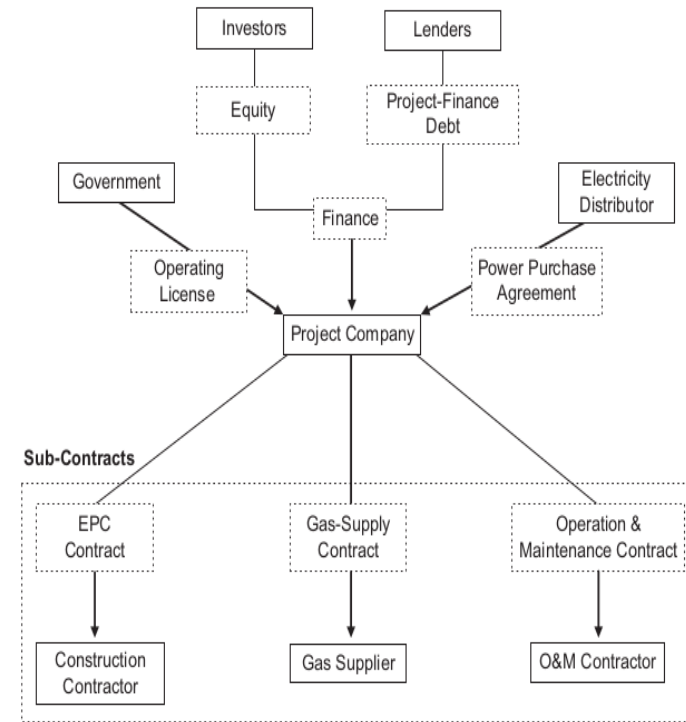 Investors
Lenders
Equity
Project-Finance
Debt
Government
Electricity
Distributor
Finance
Operating
License
Power Purchase
Agreement
Project Company
Sub-Contracts
EPC
Contract
Gas-Supply
Contract
Operation &
Maintenance Contract
Construction
Contractor
Gas Supplier
O&M Contractor